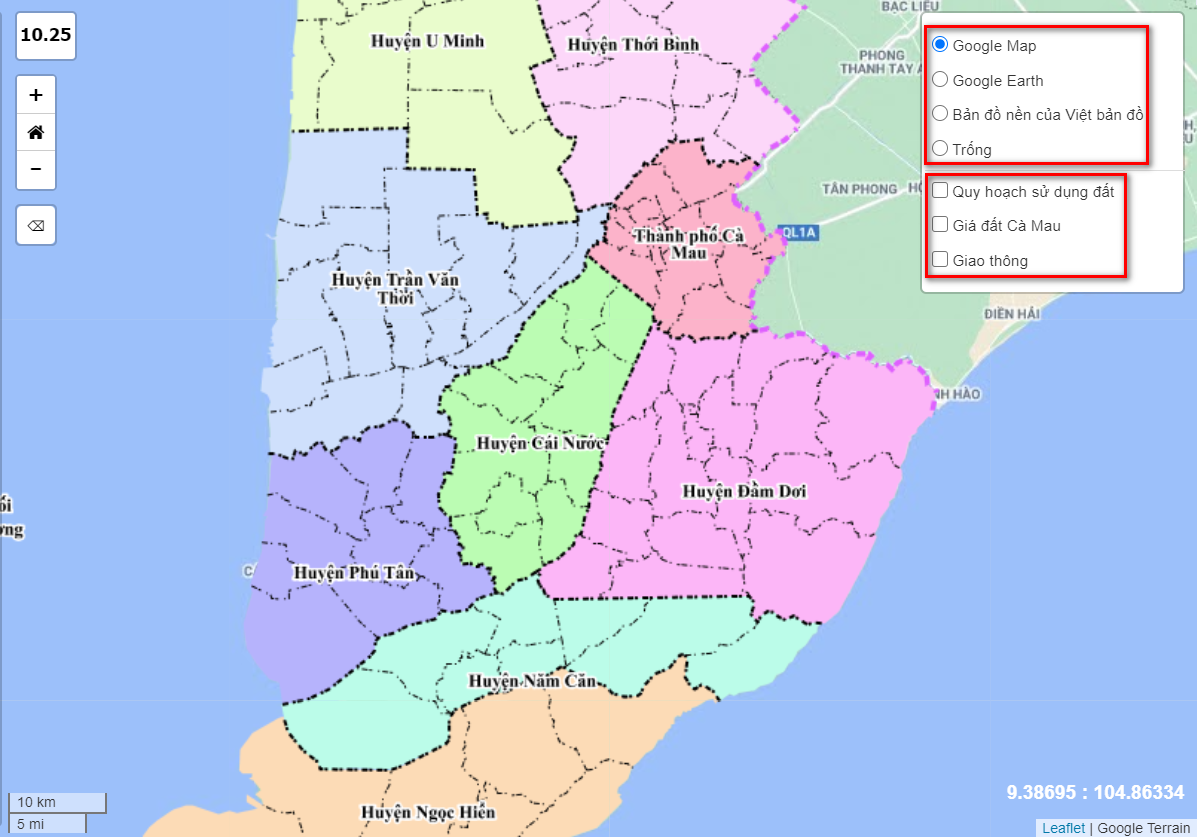 10.25
+
−
⌫
BẠC LIÊU
Huyện U Minh
Huyện Thới Bình
PHONG
THẠNH TÂY A
Google Map
Google Earth
Bản đồ nền của Việt bản đồ
Trống
Quy hoạch sử dụng đất
Giá đất Cà Mau
Giao thông
TÂN PHONG
QL1A
Thành phố Cà
Mau
Huyện Trần Văn
Thời
ĐIỀN HẢI
NH HÀO
Huyện Cái Nước
Huyện Đầm Dơi
Huyện Phú Tân
Huyện Năm Căn
Huyện Ngọc Hiển
10 km
5 mi
9.38695 : 104.86334
Leaflet | Google Terrain